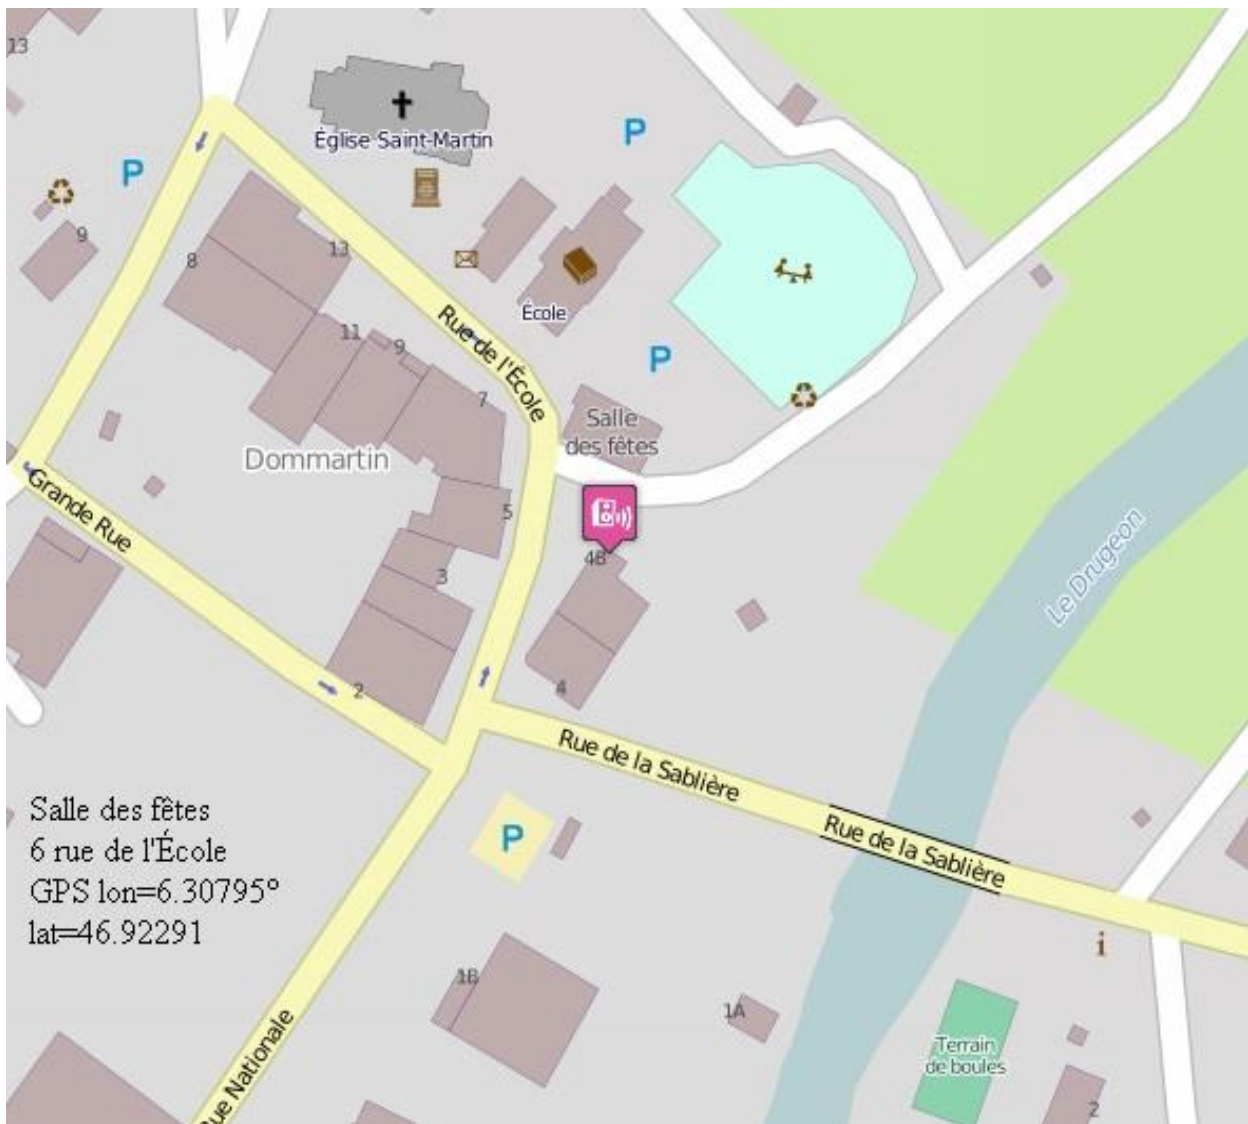 13
P
P
Église Saint-Martin
9
8
13
École
Rue de l'École
11
9
P
7
Salle
des fêtes
Dommartin
Grande Rue
5
4B
3
Le Drugeon
2
4
Rue de la Sablière
Rue de la Sablière
P
Salle des fêtes
6 rue de l'École
GPS lon=6.30795°
lat=46.92291
i
1B
1A
Rue Nationale
Terrain
de boules
2